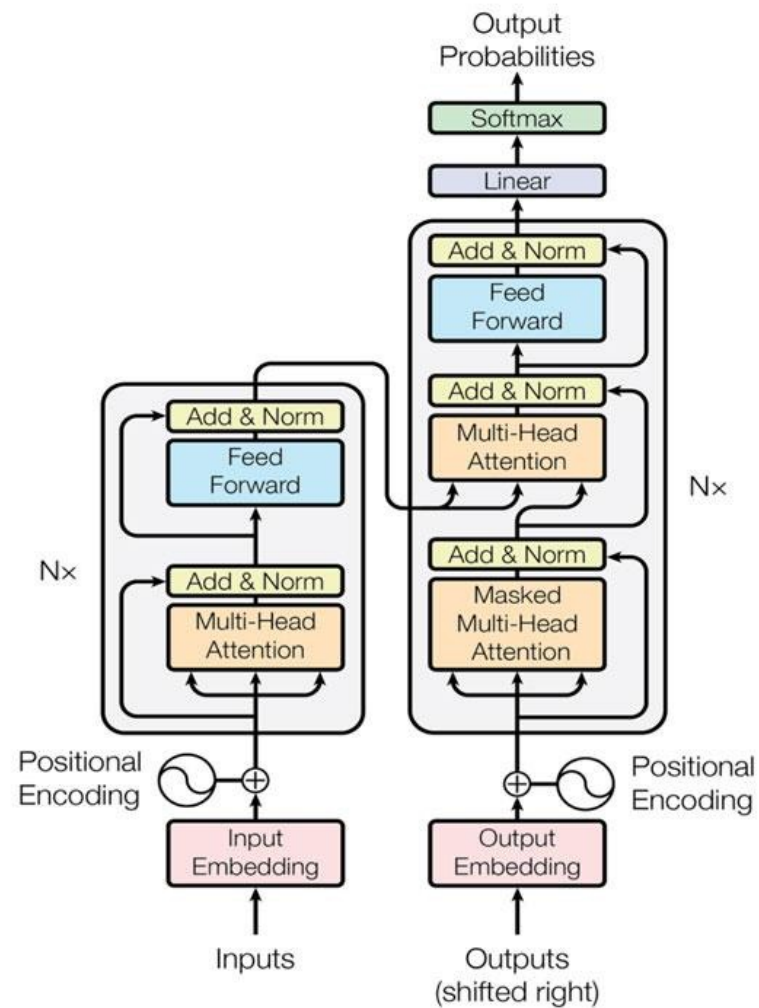 Output
Probabilities
Softmax
Linear
Add & Norm
Feed
Forward
Add & Norm
Multi-Head
Attention
Add & Norm
Masked
Multi-Head
Attention
N×
Add & Norm
Feed
Forward
Add & Norm
Multi-Head
Attention
N×
Positional
Encoding
Positional
Encoding
Input
Embedding
Output
Embedding
Inputs
Outputs
(shifted right)